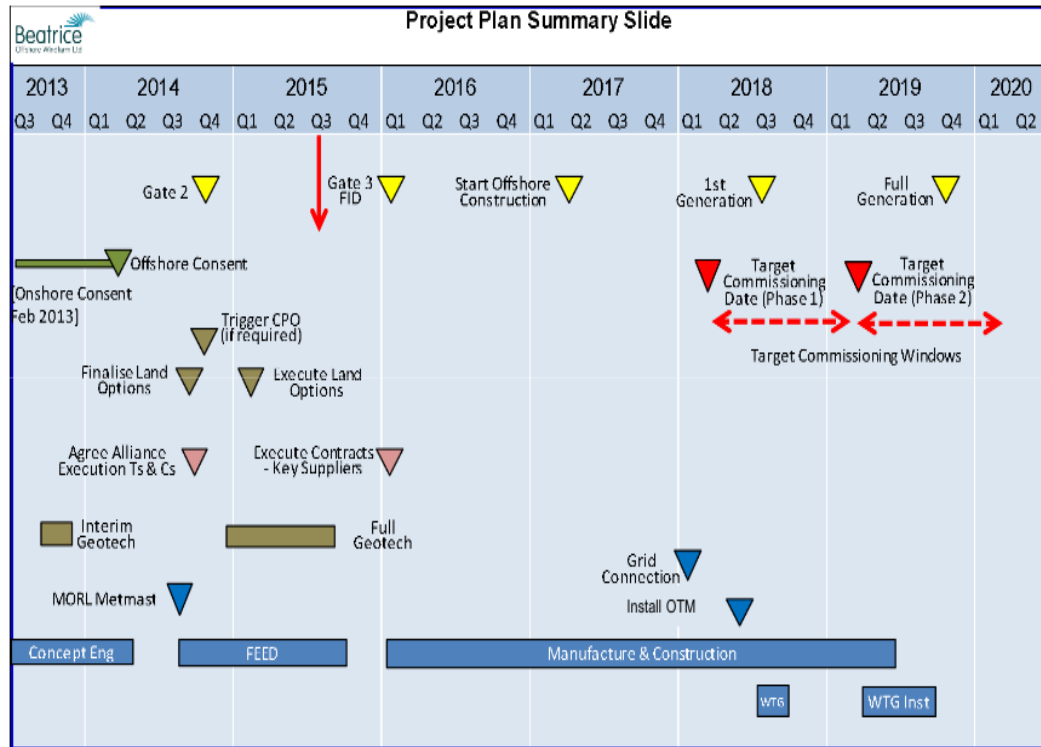 Project Plan Summary Slide
Beatrice
Offshore Windfarm Ltd
2013 2014 2015 2016 2017 2018 2019 2020
Q3 Q4 Q1 Q2 Q3 Q4 Q1 Q2 Q3 Q4 Q1 Q2 Q3 Q4 Q1 Q2 Q3 Q4 Q1 Q2 Q3 Q4 Q1 Q2 Q3 Q4 Q1 Q2
Gate 2
Gate 3
FID
Start Offshore
Construction
1st
Generation
Full
Generation
Offshore Consent
[Onshore Consent
Feb 2013]
Target
Commissioning
Date (Phase 1)
Target
Commissioning
Date (Phase 2)
Target Commissioning Windows
Trigger CPO
(if required)
Finalise Land
Options
Execute Land
Options
Agree Alliance
Execution Ts & Cs
Execute Contracts
- Key Suppliers
Interim
Geotech
Full
Geotech
Grid
Connection
MORL Metmast
Install OTM
Concept Eng
FEED
Manufacture & Construction
WTG
WTG Inst